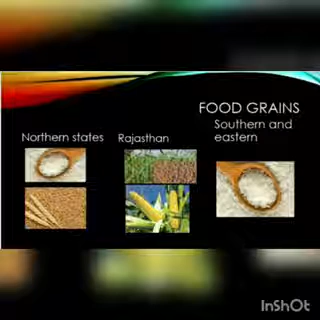 FOOD GRAINS
Northern states
Rajasthan
Southern and
eastern
InShOt